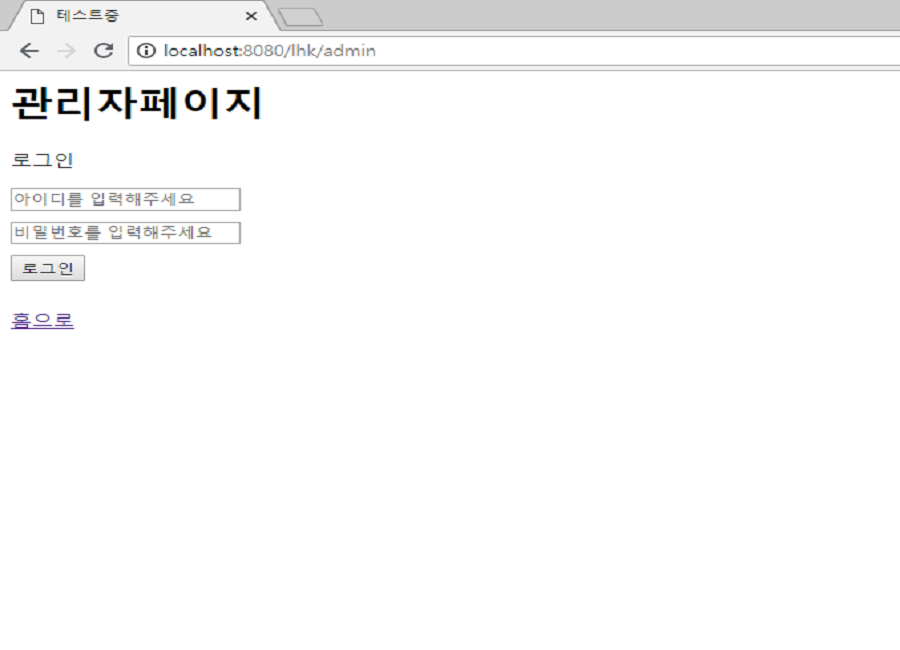 테스트중
localhost:8080/lhk/admin
관리자페이지
로그인
아이디를 입력해주세요
비밀번호를 입력해주세요
로그인
홈으로